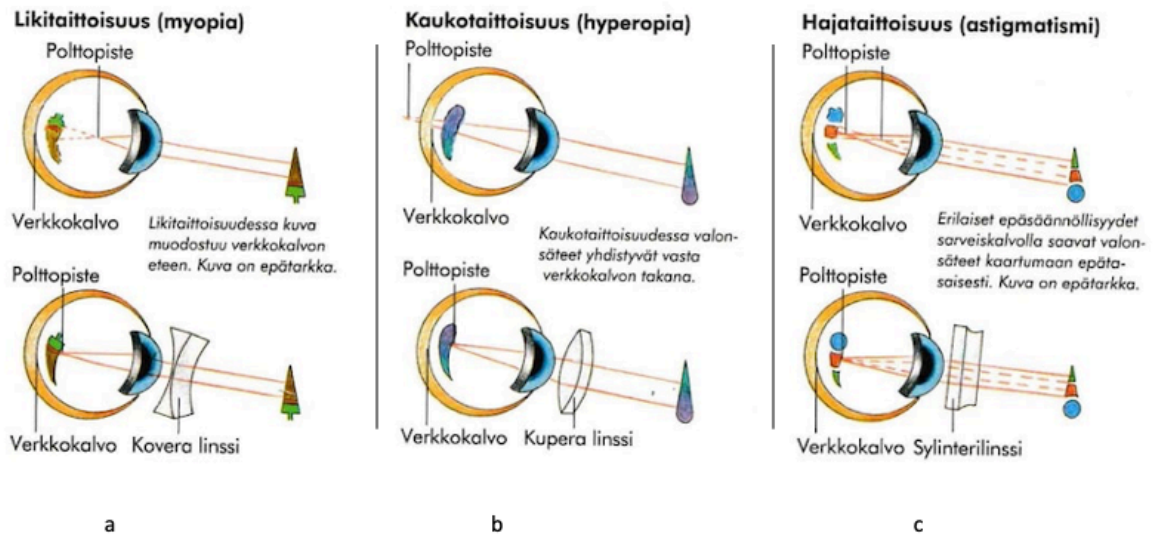 Likitaittoisuus (myopia)
Polttopiste
Verkkokalvo
Likitaittoisuudessa kuva
muodostuu verkkokalvon
eteen. Kuva on epätarkka.
Polttopiste
Verkkokalvo Kovera linssi
a
Kaukotaittoisuus (hyperopia)
Polttopiste
Verkkokalvo
Kaukotaittoisuudessa valon-
säteet yhdistyvät vasta
verkkokalvon takana.
Polttopiste
Verkkokalvo Kupera linssi
b
Hajataittoisuus (astigmatismi)
Polttopiste
Verkkokalvo
Erilaiset epäsäännöllisyydet
sarveiskalvolla saavat valon-
säteet kaartumaan epäta-
saisesti. Kuva on epätarkka.
Polttopiste
Verkkokalvo Sylinterilinssi
c